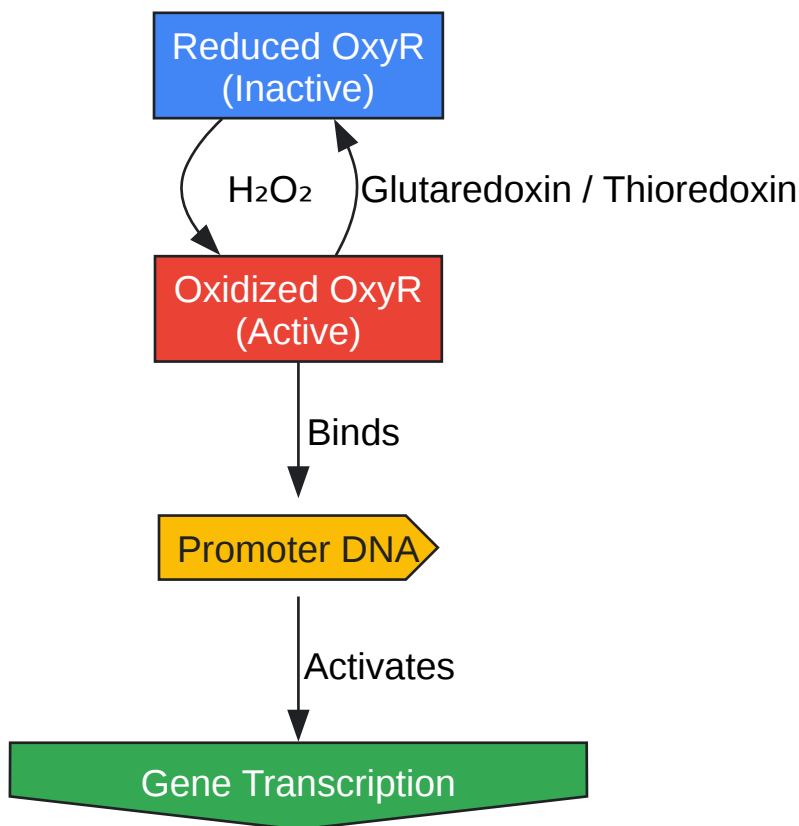 Reduced OxyR
(Inactive)
H₂O₂
Glutaredoxin / Thioredoxin
Oxidized OxyR
(Active)
Binds
Promoter DNA
Activates
Gene Transcription